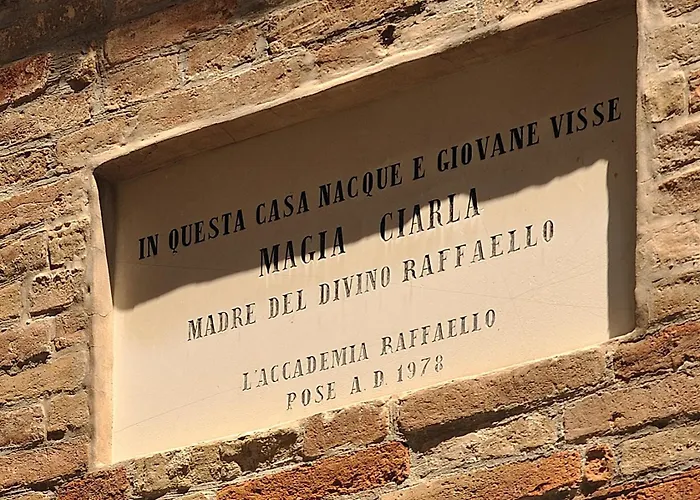 IN QUESTA CASA NACQUE E GIOVANE VISSE
MAGIA CIARLA
MADRE DEL DIVINO RAFFAELLO
L'ACCADEMIA RAFFAELLO
POSE A. D. 1978